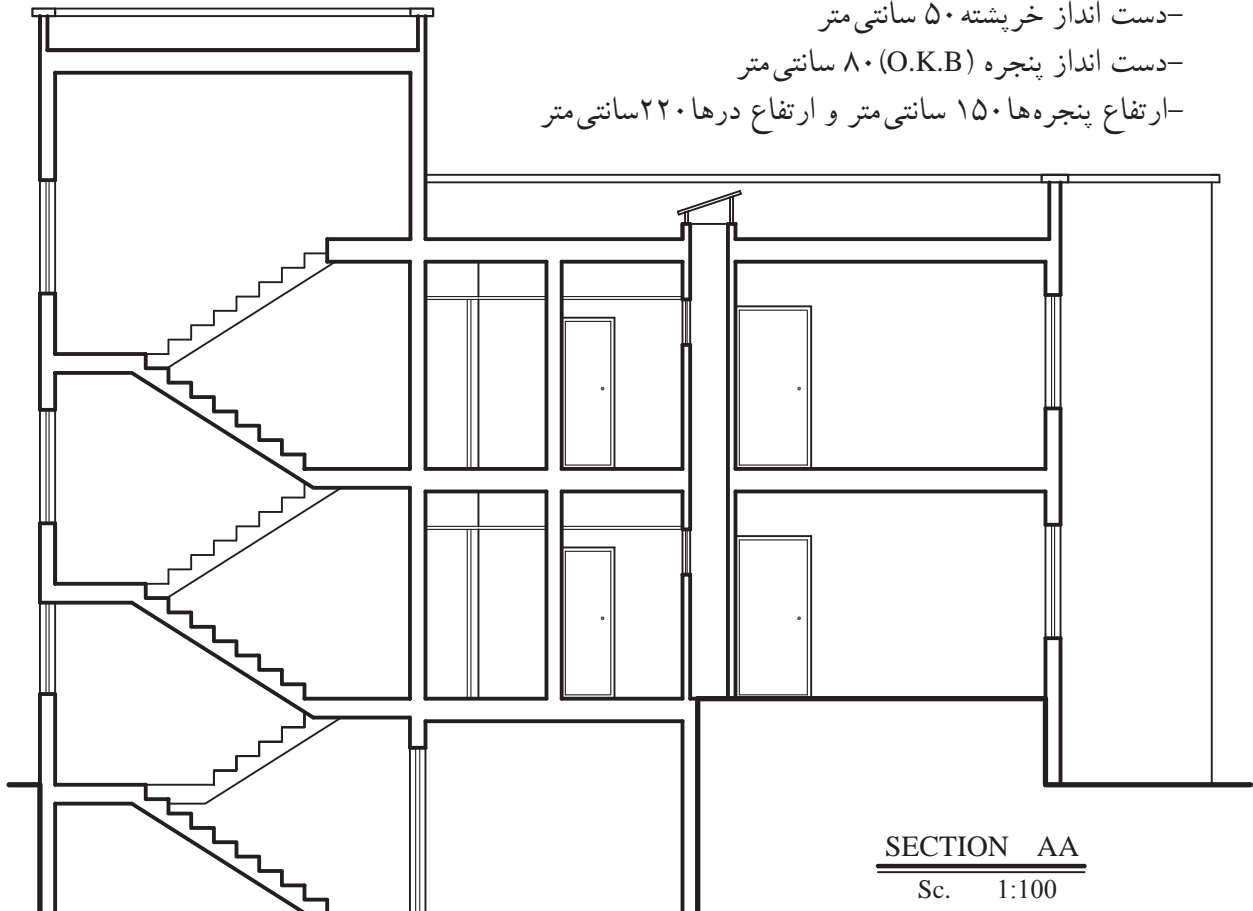 –دست انداز خرپشته ۵۰ سانتی‌متر
–دست انداز پنجره (O.K.B) ۸۰ سانتی‌متر
–ارتفاع پنجره‌ها ۱۵۰ سانتی‌متر و ارتفاع درها ۲۲۰سانتی‌متر
SECTION AA
Sc. 1:100